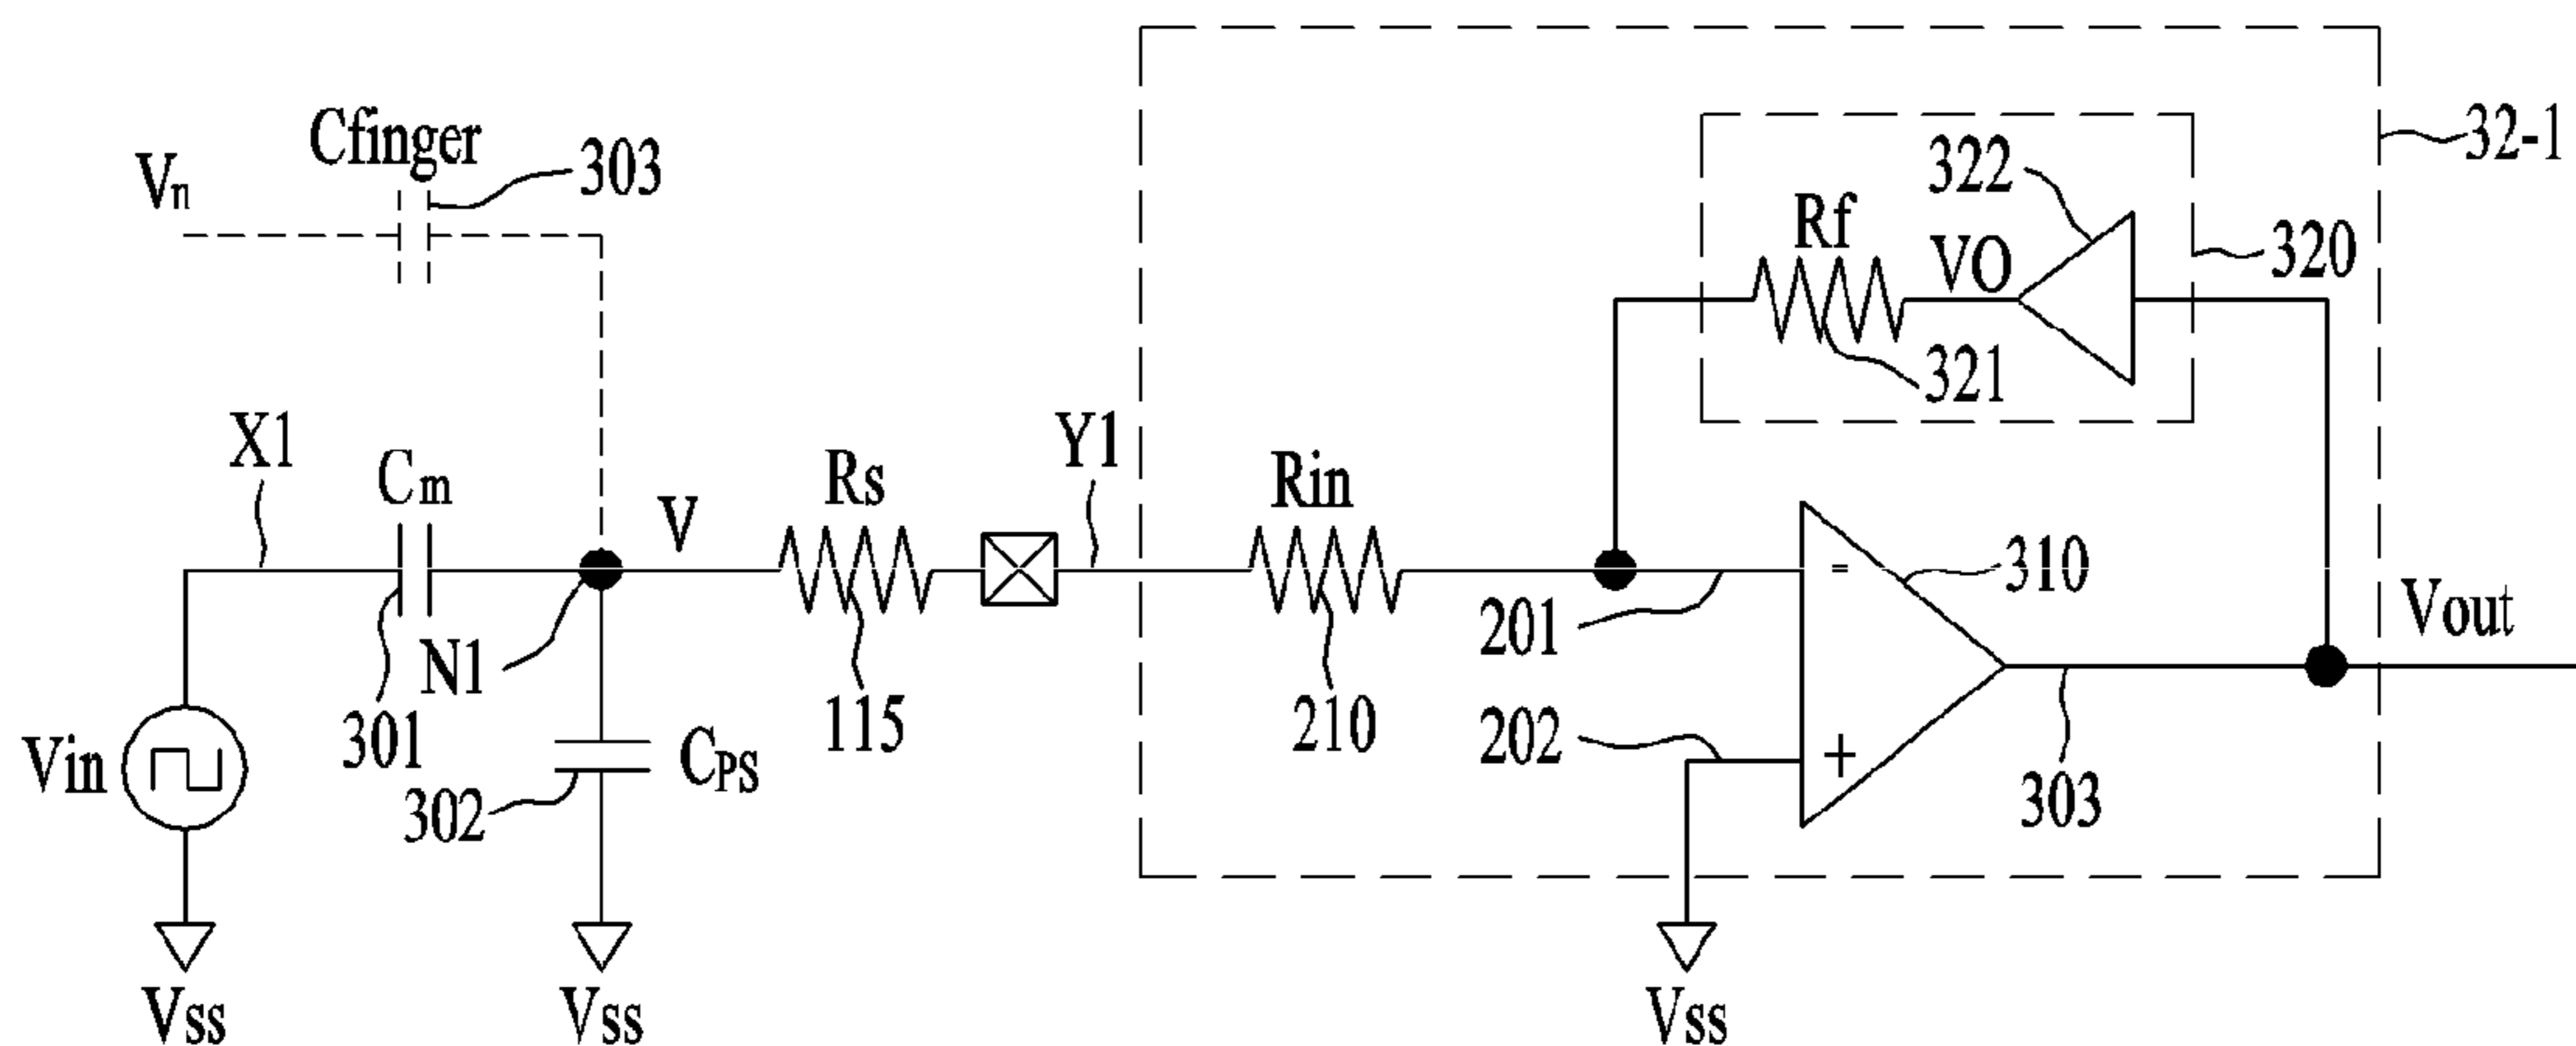 Cfinger
Vn
303
32-1
322
Rf
VO
320
321
X1
Cm
V
Rs
Y1
Rin
-
310
201
Vout
N1
301
115
210
202
+
303
Vin
CPS
302
Vss
Vss
Vss